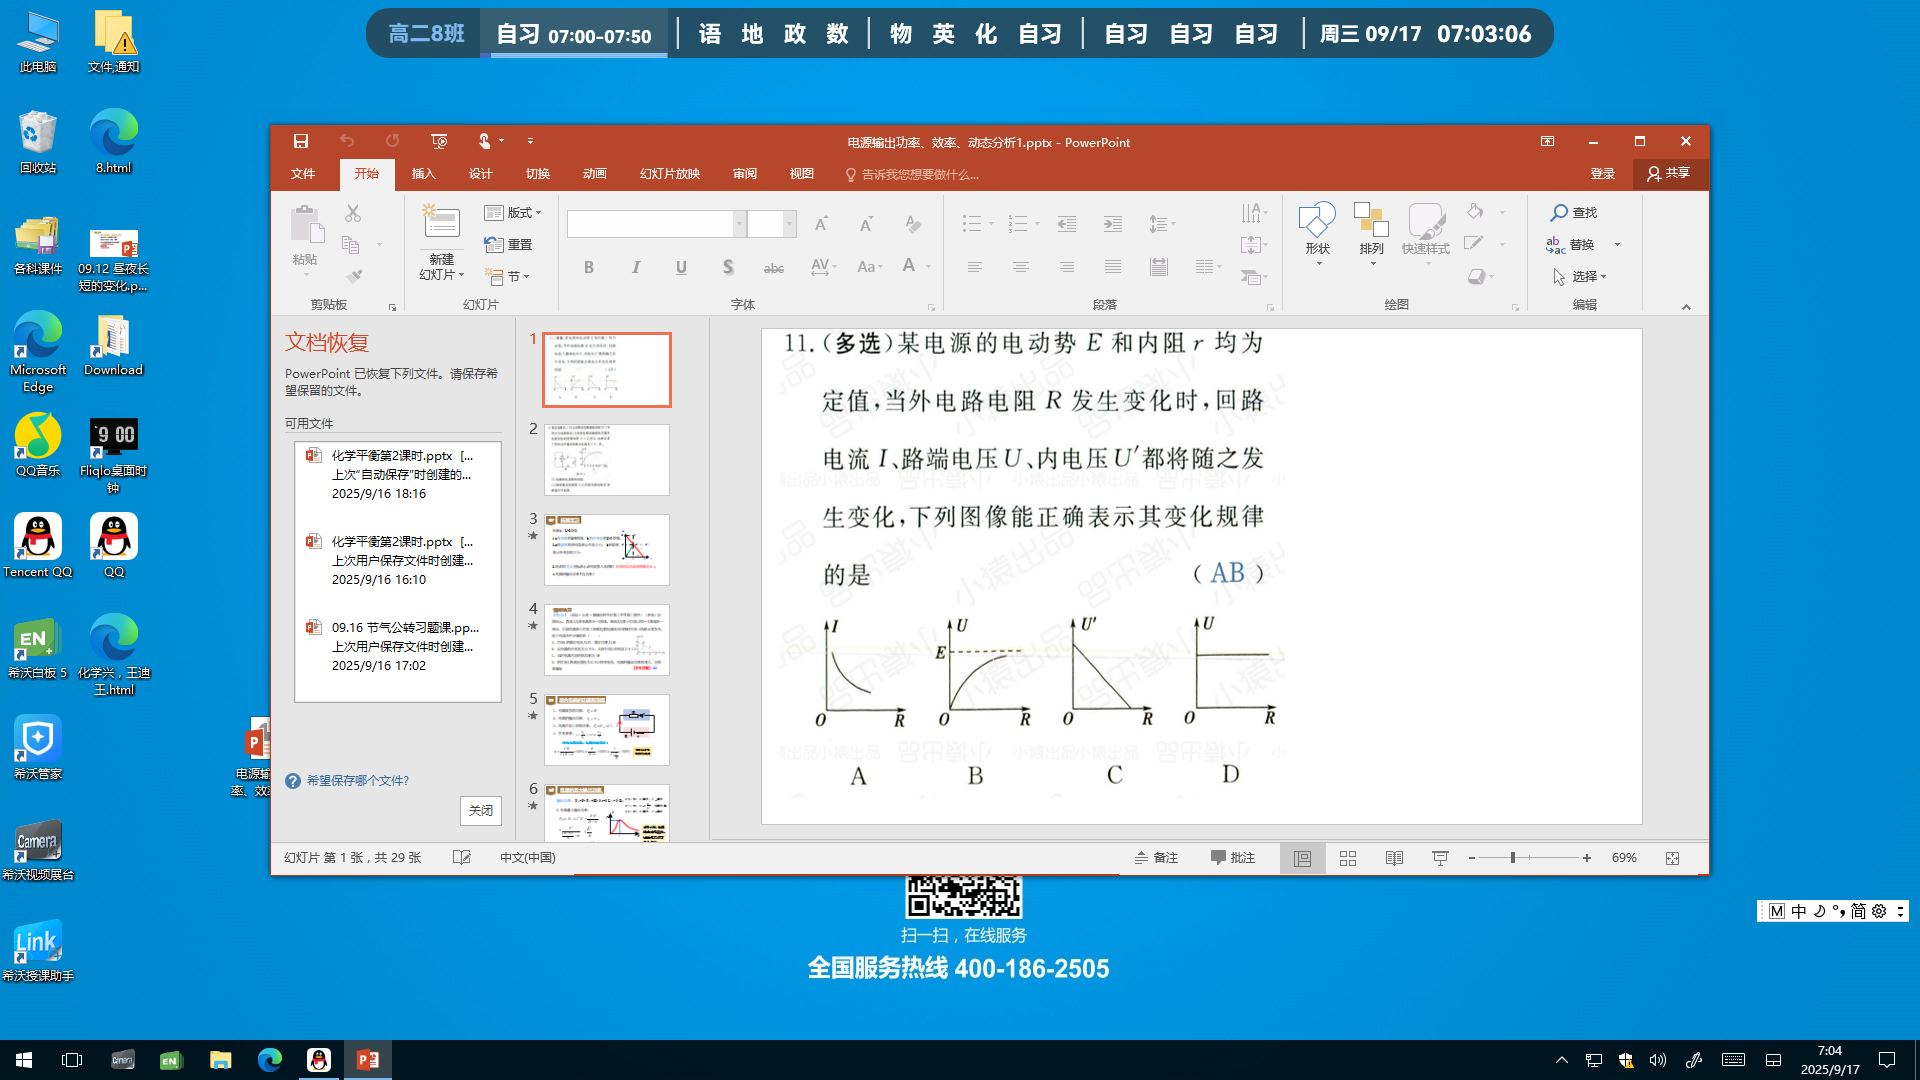 高二8班 自习 07:00-07:50 语 地 政 数 物 英 化 自习 自习 自习 自习 周三 09/17 07:03:06
此电脑
文件,通知
回收站
8.html
各科课件
09.12 昼夜长短的变化.p...
Microsoft Edge
Download
QQ音乐
Fliqlo桌面时钟
Tencent QQ
QQ
希沃白板 5
化学兴，王迪王.html
希沃管家
希沃视频展台
希沃授课助手
电源输出功率、效率、动态分析1.pptx - PowerPoint
文件 开始 插入 设计 切换 动画 幻灯片放映 审阅 视图 告诉我您想要做什么... 登录 共享
粘贴
剪贴板
新建
幻灯片
版式
重置
节
幻灯片
字体
段落
形状
排列
快速样式
绘图
查找
替换
选择
编辑
文档恢复
PowerPoint 已恢复下列文件。请保存希
望保留的文件。
可用文件
化学平衡第2课时.pptx [...
上次“自动保存”时创建的...
2025/9/16 18:16
化学平衡第2课时.pptx [...
上次用户保存文件时创建...
2025/9/16 16:10
09.16 节气公转习题课.pp...
上次用户保存文件时创建...
2025/9/16 17:02
希望保存哪个文件?
关闭
1
2
3
4
5
6
11.(多选)某电源的电动势 E 和内阻 r 均为
定值,当外电路电阻 R 发生变化时,回路
电流 I、路端电压 U、内电压 U′都将随之发
生变化,下列图像能正确表示其变化规律
的是 ( AB )
I U U′ U
E
O R O R O R O R
A B C D
幻灯片 第 1 张，共 29 张 中文(中国) 备注 批注 69%
扫一扫，在线服务
全国服务热线 400-186-2505
M 中 简
7:04
2025/9/17